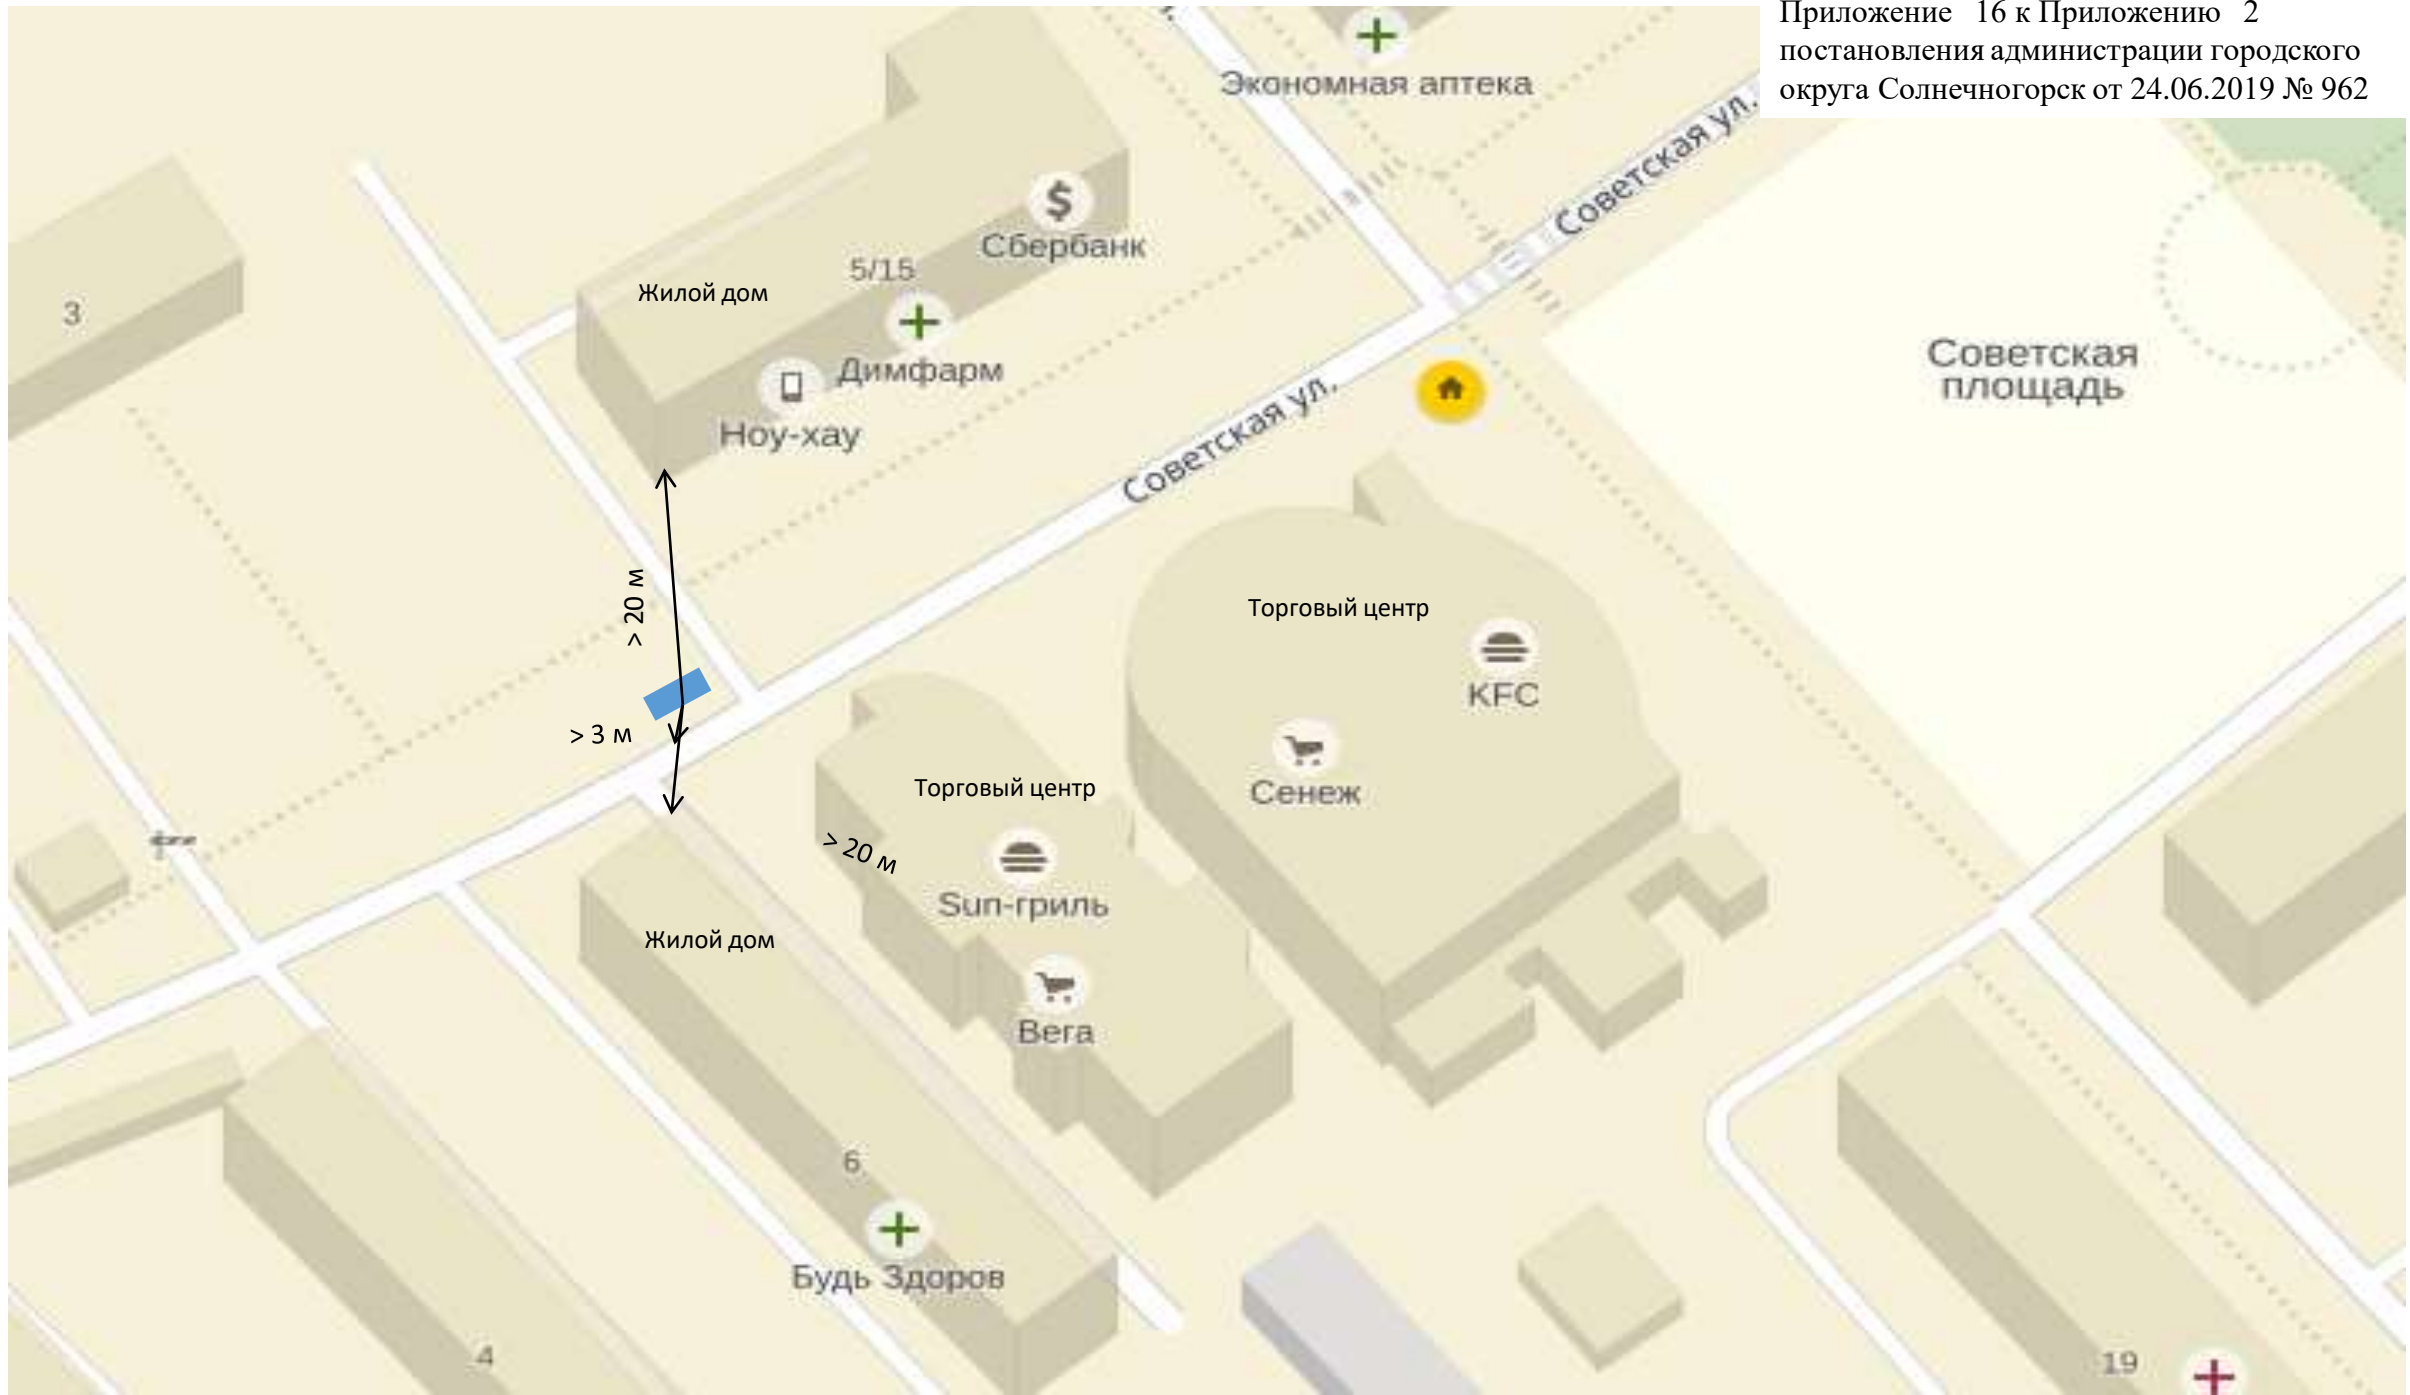 Приложение 16 к Приложению 2
постановления администрации городского
округа Солнечногорск от 24.06.2019 № 962
Экономная аптека
Советская ул.
Сбербанк
5/15
Жилой дом
3
Димфарм
Ноу-хау
Советская
площадь
Советская ул.
> 20 м
Торговый центр
KFC
> 3 м
Сенеж
Торговый центр
> 20 м
Sun-гриль
Жилой дом
Вега
6
Будь Здоров
4
19